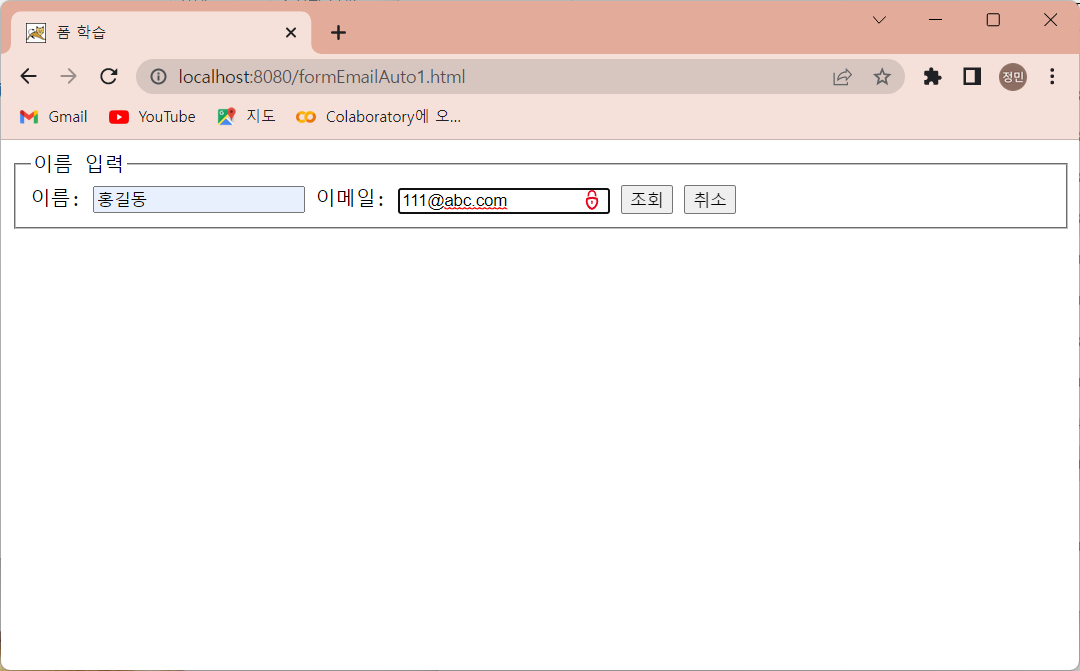 폼 학습
localhost:8080/formEmailAuto1.html
정민
Gmail YouTube 지도 Colaboratory에 오...
이름 입력
이름: 홍길동 이메일: 111@abc.com 조회 취소